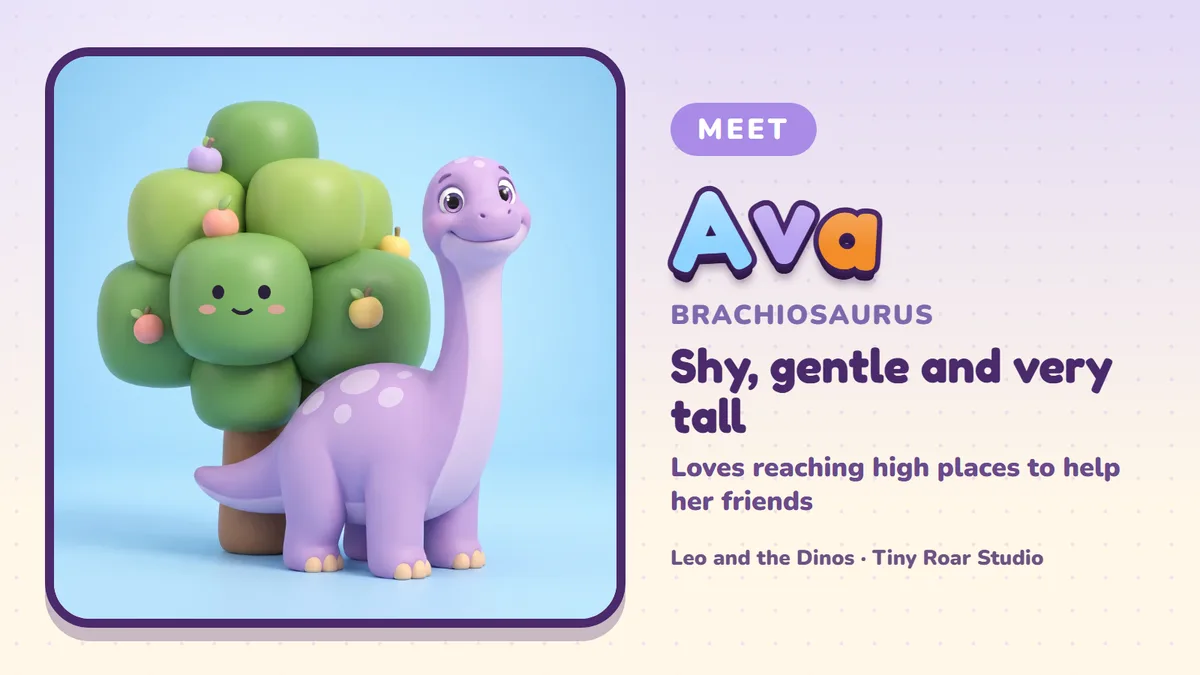 MEET
Ava
BRACHIOSAURUS
Shy, gentle and very
tall
Loves reaching high places to help
her friends
Leo and the Dinos · Tiny Roar Studio